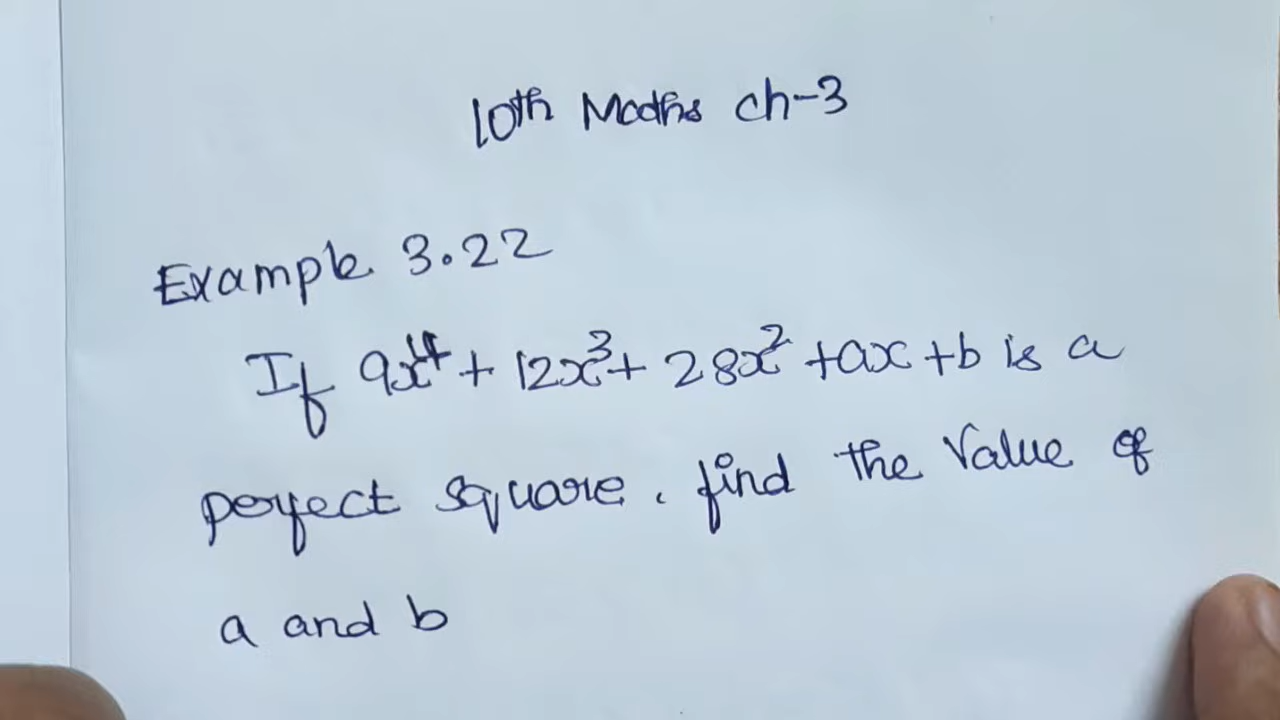 10th Maths ch-3
Example 3.22
If 9x⁴ + 12x³ + 28x² + ax + b is a
perfect square. find the Value of
a and b